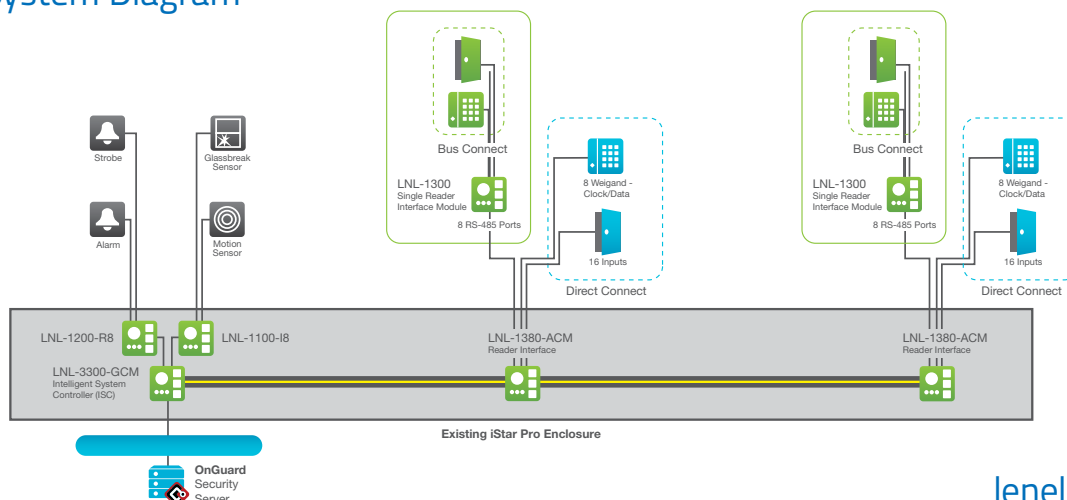 System Diagram
Strobe
Glassbreak
Sensor
Alarm
Motion
Sensor
Bus Connect
LNL-1300
Single Reader
Interface Module
8 RS-485 Ports
8 Weigand -
Clock/Data
16 Inputs
Direct Connect
Bus Connect
LNL-1300
Single Reader
Interface Module
8 RS-485 Ports
8 Weigand -
Clock/Data
16 Inputs
Direct Connect
LNL-1200-R8
LNL-1100-I8
LNL-1380-ACM
Reader Interface
LNL-1380-ACM
Reader Interface
LNL-3300-GCM
Intelligent System
Controller (ISC)
Existing iStar Pro Enclosure
OnGuard
Security
Server
lenel